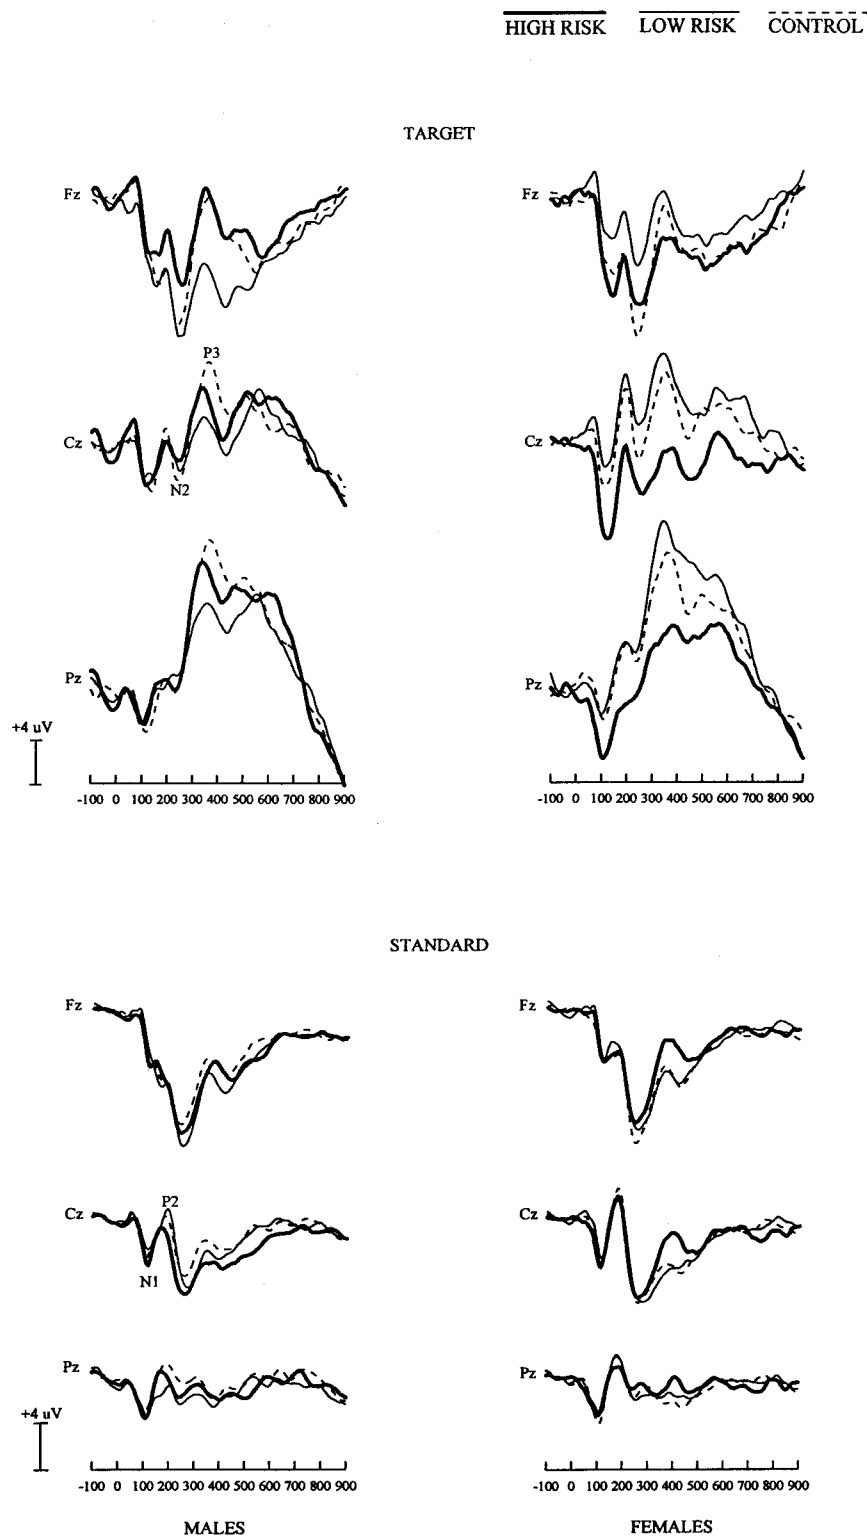 HIGH RISK LOW RISK CONTROL
TARGET
Fz Fz
P3
Cz Cz
N2
Pz Pz
+4 uV
-100 0 100 200 300 400 500 600 700 800 900 -100 0 100 200 300 400 500 600 700 800 900
STANDARD
Fz Fz
P2
Cz Cz
N1
Pz Pz
+4 uV
-100 0 100 200 300 400 500 600 700 800 900 -100 0 100 200 300 400 500 600 700 800 900
MALES FEMALES